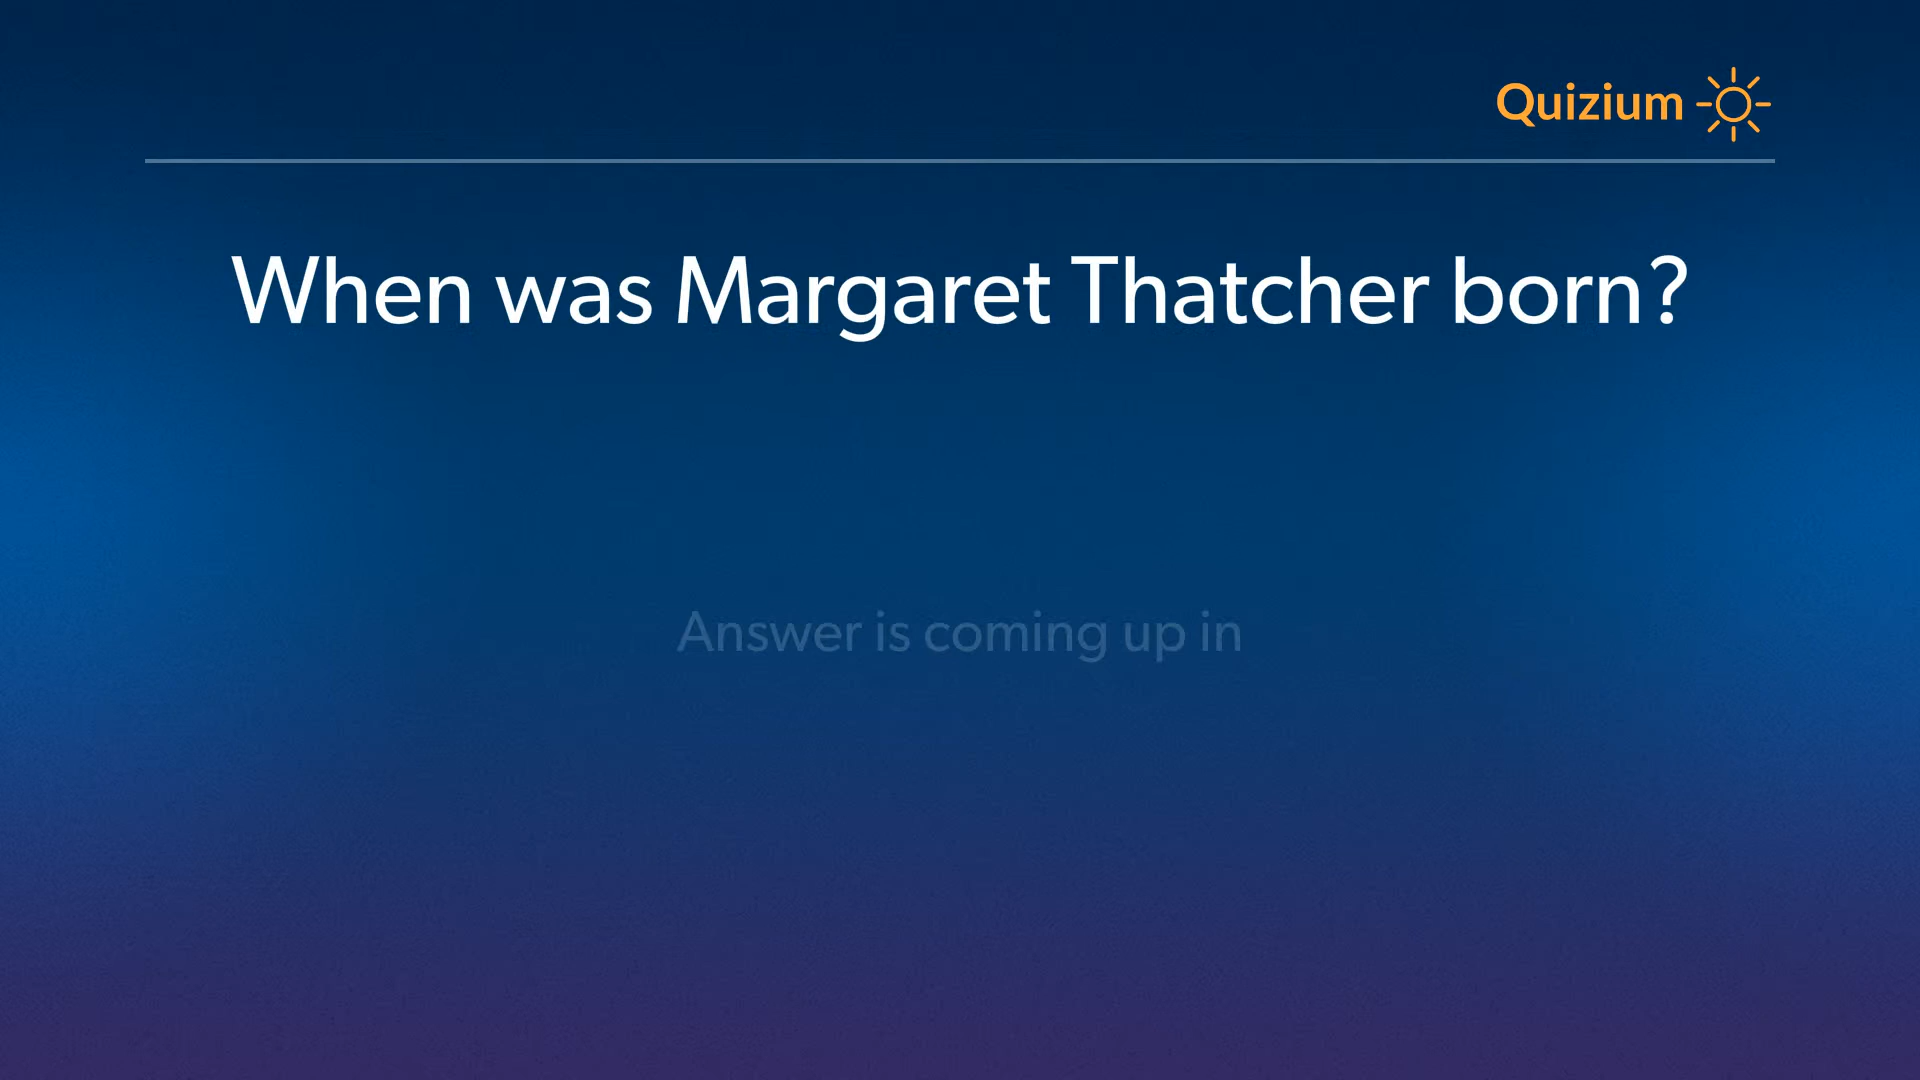 Quizium
When was Margaret Thatcher born?
Answer is coming up in